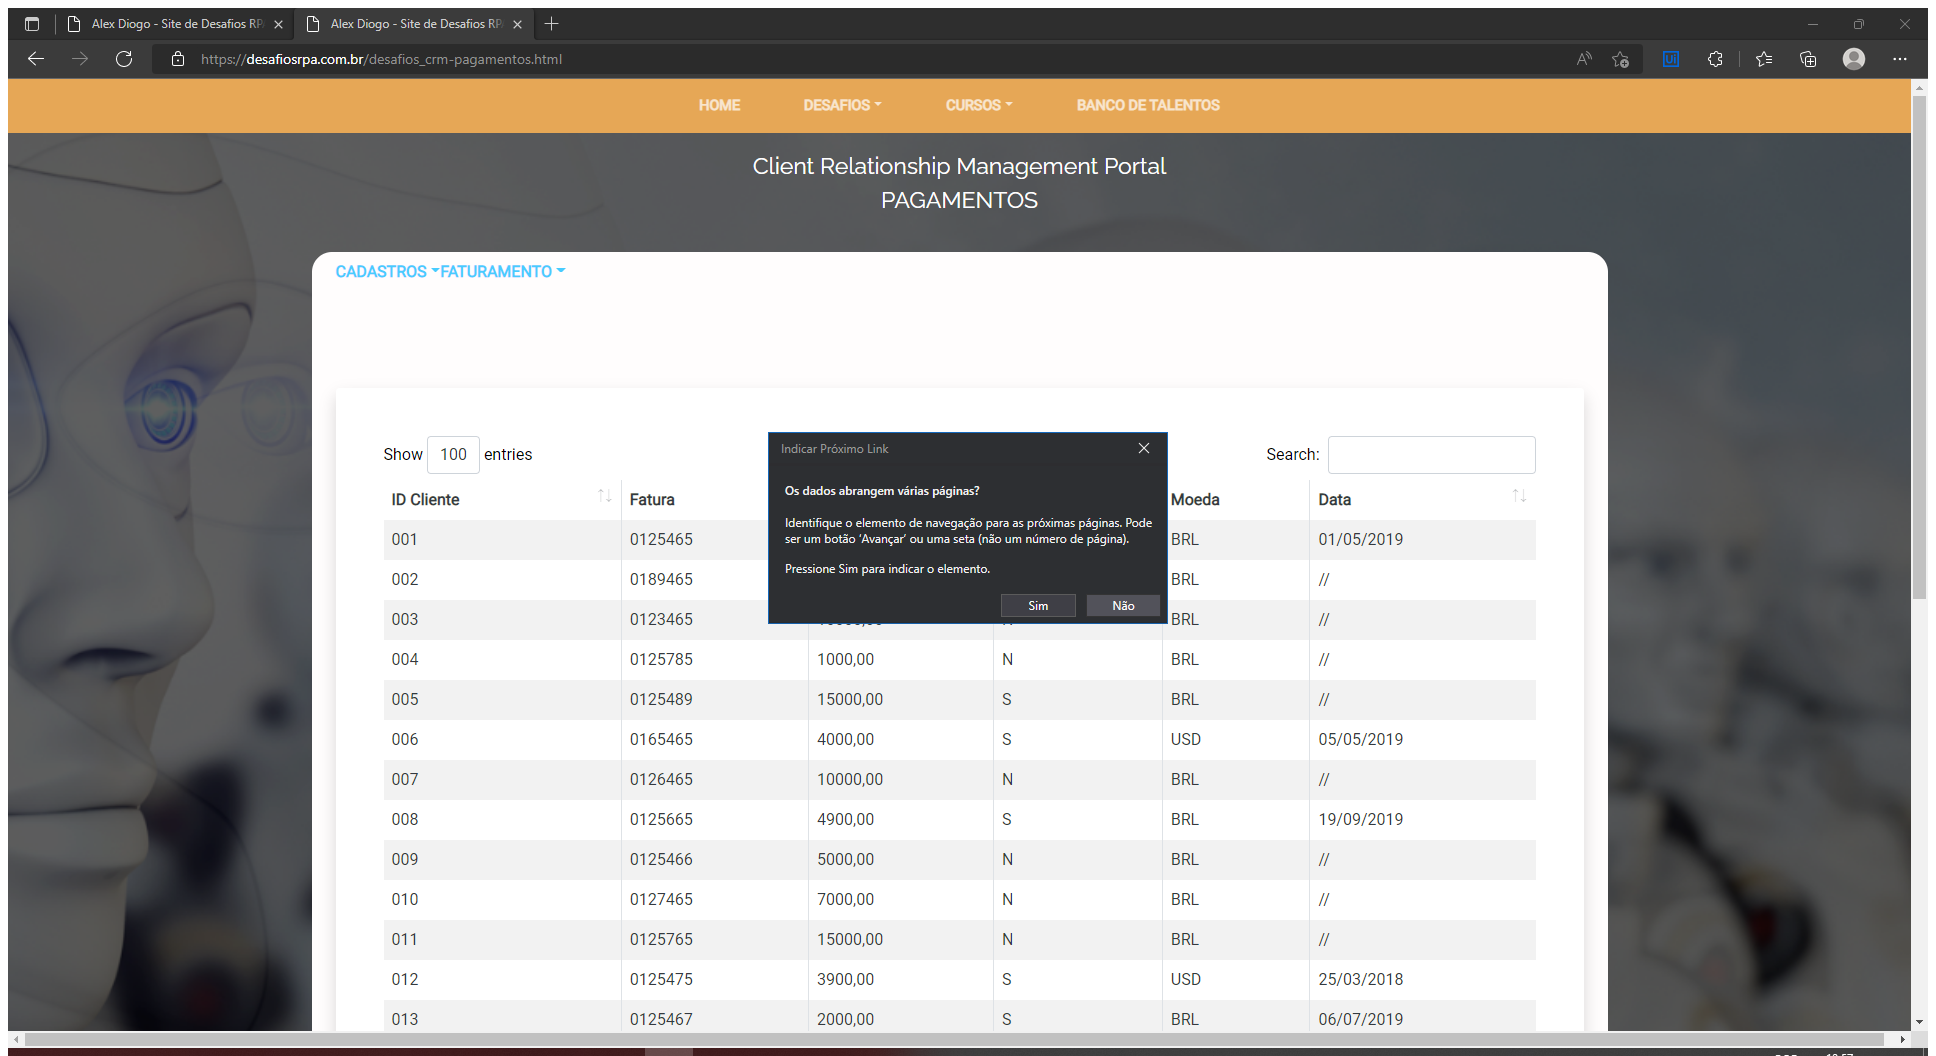 Alex Diogo - Site de Desafios RP
Alex Diogo - Site de Desafios RP
https://desafiosrpa.com.br/desafios_crm-pagamentos.html
HOME DESAFIOS CURSOS BANCO DE TALENTOS
Client Relationship Management Portal
PAGAMENTOS
CADASTROS FATURAMENTO
Show 100 entries
Search:
Indicar Próximo Link
Os dados abrangem várias páginas?
Identifique o elemento de navegação para as próximas páginas. Pode
ser um botão ‘Avançar’ ou uma seta (não um número de página).
Pressione Sim para indicar o elemento.
Sim Não
ID Cliente Fatura Moeda Data
001 0125465 BRL 01/05/2019
002 0189465 BRL //
003 0123465 BRL //
004 0125785 1000,00 N BRL //
005 0125489 15000,00 S BRL //
006 0165465 4000,00 S USD 05/05/2019
007 0126465 10000,00 N BRL //
008 0125665 4900,00 S BRL 19/09/2019
009 0125466 5000,00 N BRL //
010 0127465 7000,00 N BRL //
011 0125765 15000,00 N BRL //
012 0125475 3900,00 S USD 25/03/2018
013 0125467 2000,00 S BRL 06/07/2019